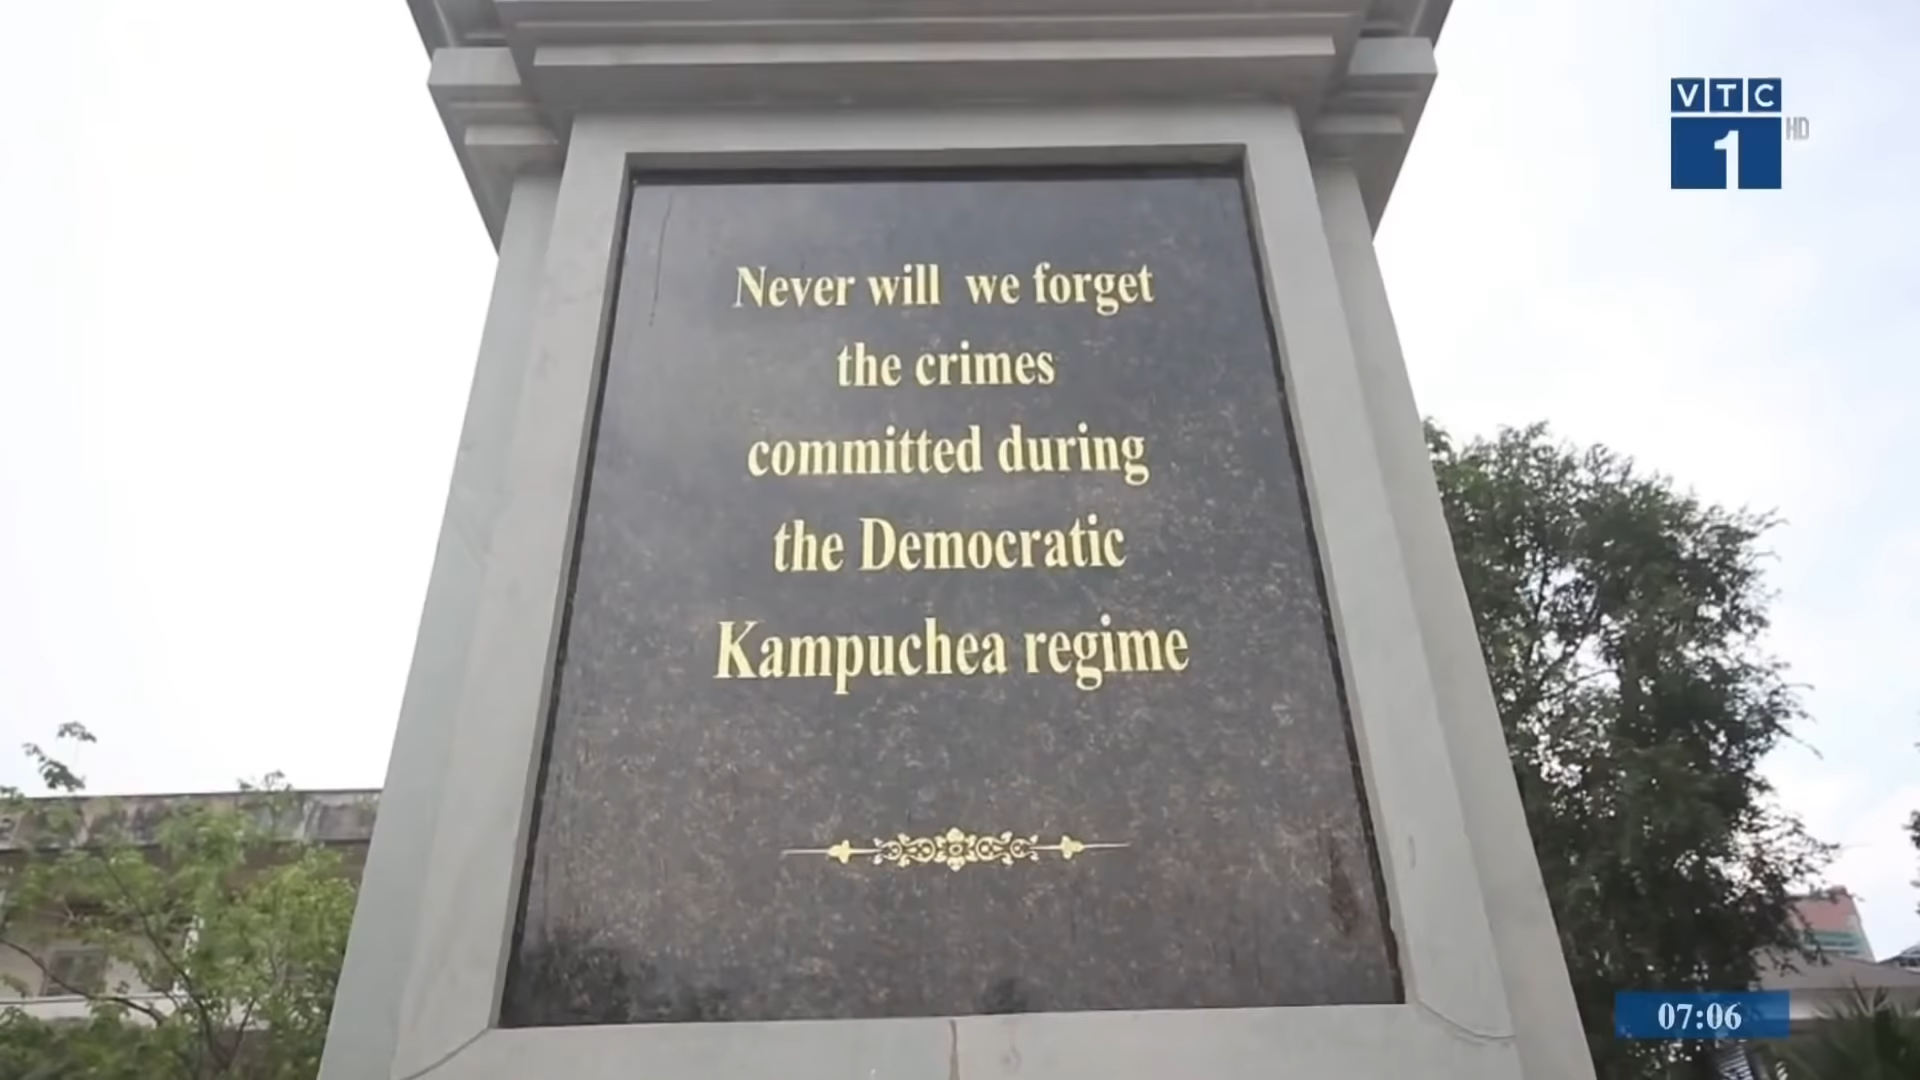 VTC
1 HD
Never will we forget
the crimes
committed during
the Democratic
Kampuchea regime
07:06